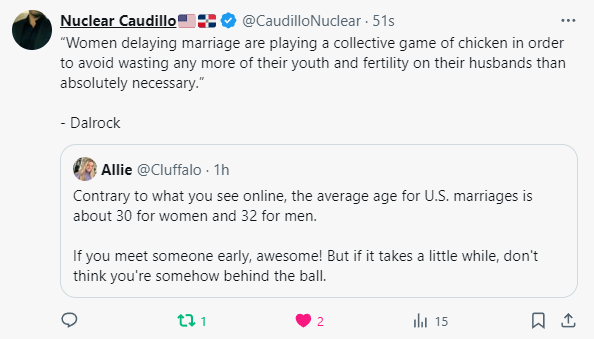 Nuclear Caudillo🇺🇸🇩🇴 @CaudilloNuclear · 51s
“Women delaying marriage are playing a collective game of chicken in order
to avoid wasting any more of their youth and fertility on their husbands than
absolutely necessary.”
- Dalrock
Allie @Cluffalo · 1h
Contrary to what you see online, the average age for U.S. marriages is
about 30 for women and 32 for men.
If you meet someone early, awesome! But if it takes a little while, don't
think you're somehow behind the ball.
1 2 15